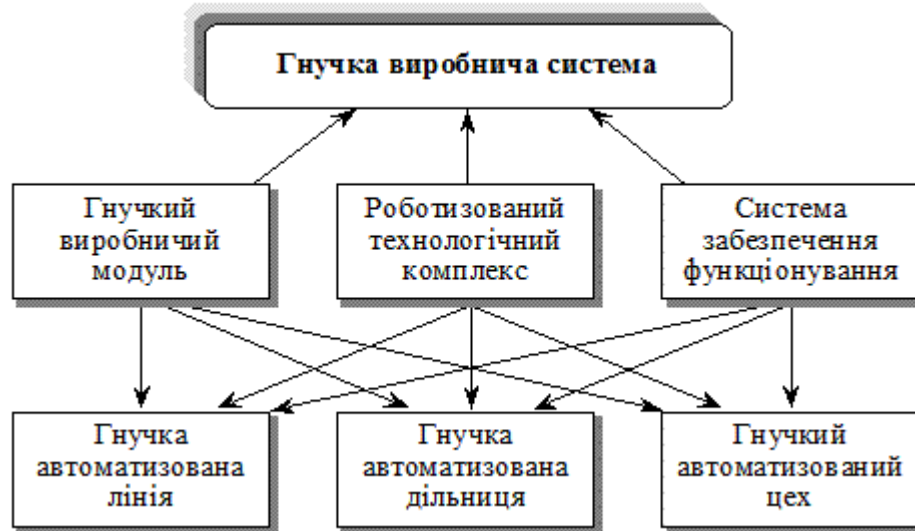 Гнучка виробнича система
Гнучкий
виробничий
модуль
Роботизований
технологічний
комплекс
Система
забезпечення
функціонування
Гнучка
автоматизована
лінія
Гнучка
автоматизована
дільниця
Гнучкий
автоматизований
цех